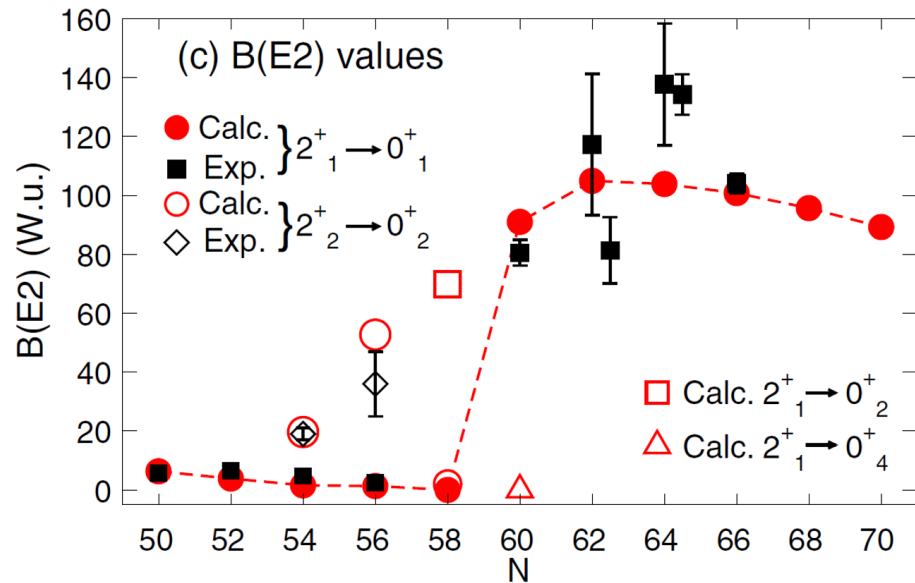 (c) B(E2) values
Calc. } 2⁺₁ → 0⁺₁
Exp.
Calc. } 2⁺₂ → 0⁺₂
Exp.
Calc. 2⁺₁ → 0⁺₂
Calc. 2⁺₁ → 0⁺₄
B(E2) (W.u.)
160
140
120
100
80
60
40
20
0
50 52 54 56 58 60 62 64 66 68 70
N